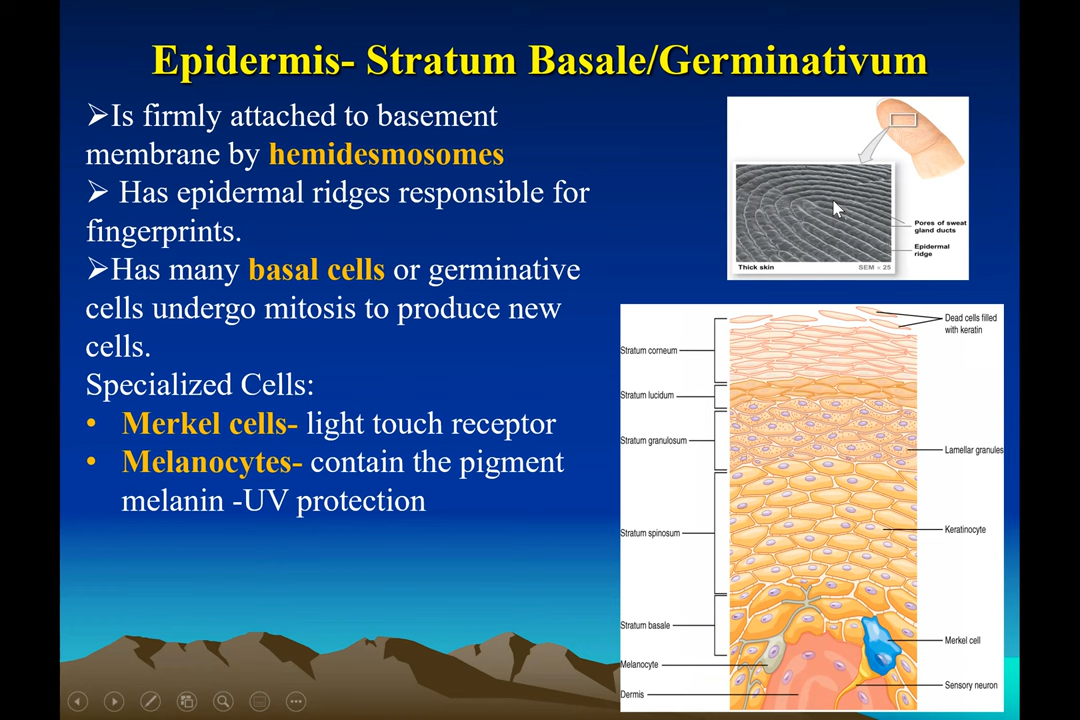 Epidermis- Stratum Basale/Germinativum
➢Is firmly attached to basement
membrane by hemidesmosomes
➢ Has epidermal ridges responsible for
fingerprints.
➢Has many basal cells or germinative
cells undergo mitosis to produce new
cells.
Specialized Cells:
• Merkel cells- light touch receptor
• Melanocytes- contain the pigment
melanin -UV protection
Pores of sweat
gland ducts
Epidermal
ridge
Thick skin
SEM × 25
Stratum corneum
Stratum lucidum
Stratum granulosum
Stratum spinosum
Stratum basale
Melanocyte
Dermis
Dead cells filled
with keratin
Lamellar granules
Keratinocyte
Merkel cell
Sensory neuron